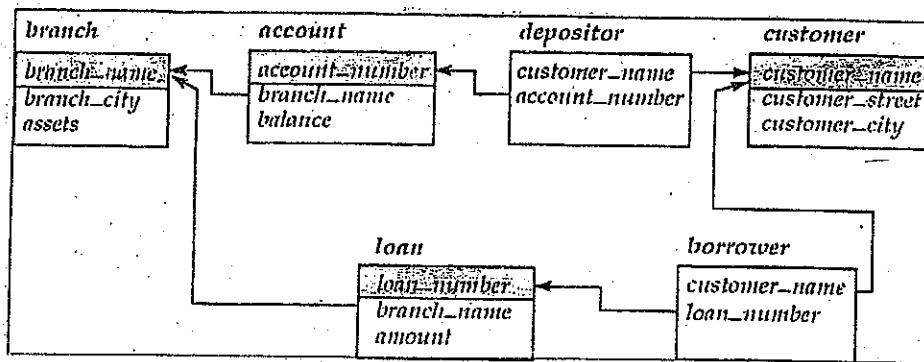 branch
branch_name
branch_city
assets
account
account_number
branch_name
balance
depositor
customer_name
account_number
customer
customer_name
customer_street
customer_city
loan
loan_number
branch_name
amount
borrower
customer_name
loan_number